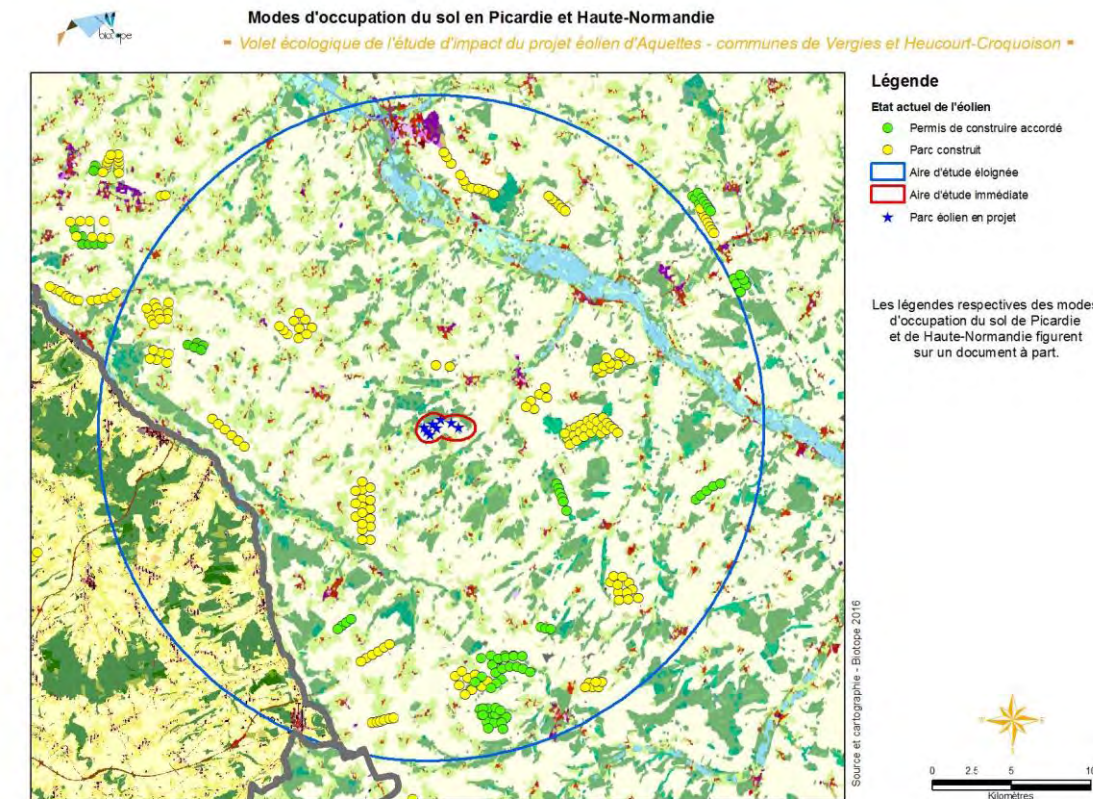 biotope
Modes d'occupation du sol en Picardie et Haute-Normandie
Volet écologique de l'étude d'impact du projet éolien d'Aquettes - communes de Vergies et Heucourt-Croquoison
Légende
Etat actuel de l'éolien
Permis de construire accordé
Parc construit
Aire d'étude éloignée
Aire d'étude immédiate
Parc éolien en projet
Les légendes respectives des modes
d'occupation du sol de Picardie
et de Haute-Normandie figurent
sur un document à part.
Source et cartographie - Biotope 2016
0 2.5 5 10
Kilomètres